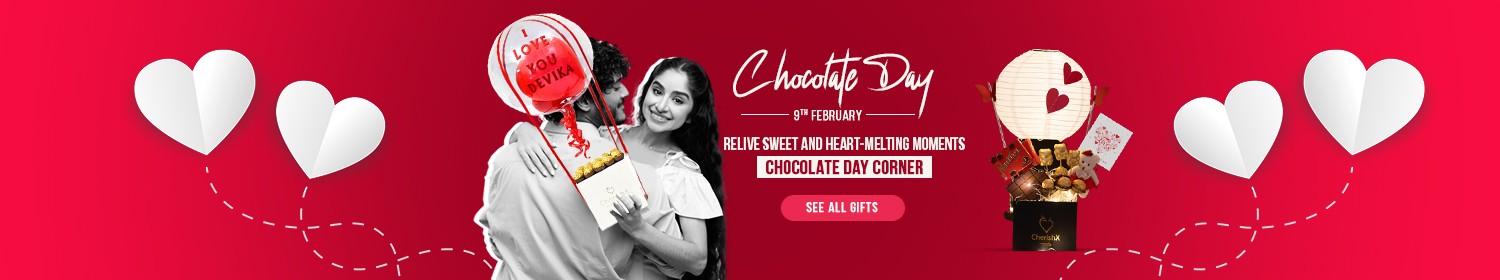 I
LOVE
YOU
DEVIKA
Chocolate Day
9TH FEBRUARY
RELIVE SWEET AND HEART-MELTING MOMENTS
CHOCOLATE DAY CORNER
SEE ALL GIFTS
CherishX